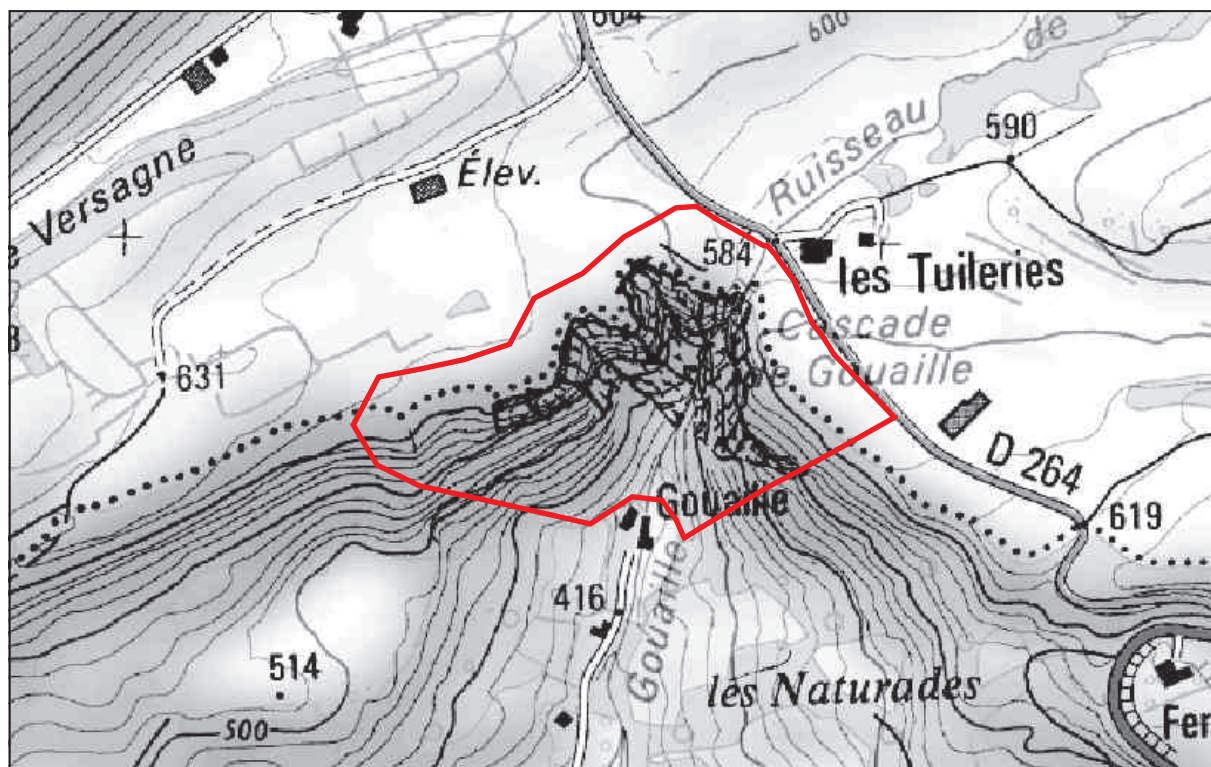 604
600
de
590
Ruisseau
Élev.
Versagne
584
les Tuileries
Cascade
de Gouaille
631
D 264
Gouaille
619
416
Gouaille
514
les Naturades
500
Fer